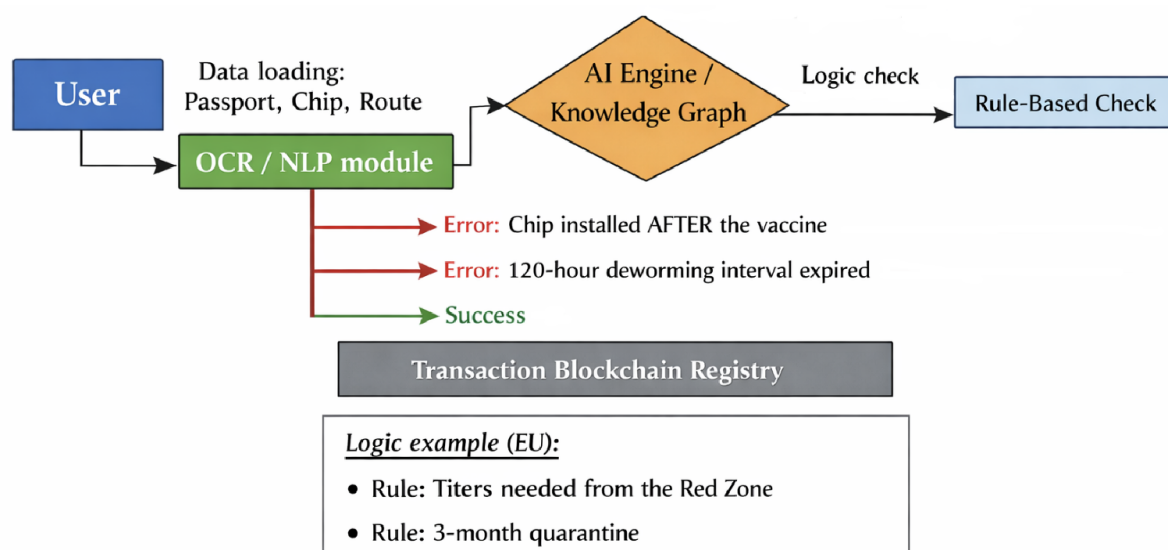 User
Data loading:
Passport, Chip, Route
OCR / NLP module
AI Engine /
Knowledge Graph
Logic check
Rule-Based Check
Error: Chip installed AFTER the vaccine
Error: 120-hour deworming interval expired
Success
Transaction Blockchain Registry
Logic example (EU):
• Rule: Titers needed from the Red Zone
• Rule: 3-month quarantine